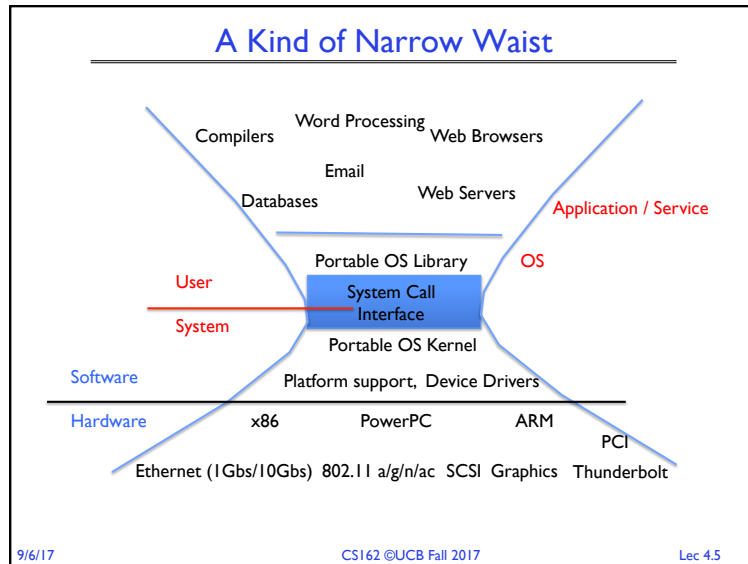 A Kind of Narrow Waist
Compilers
Word Processing
Web Browsers
Email
Databases
Web Servers
Application / Service
Portable OS Library
OS
User
System Call
Interface
System
Portable OS Kernel
Software
Platform support, Device Drivers
Hardware
x86
PowerPC
ARM
PCI
Ethernet (1Gbs/10Gbs)
802.11 a/g/n/ac
SCSI
Graphics
Thunderbolt
9/6/17
CS162 ©UCB Fall 2017
Lec 4.5